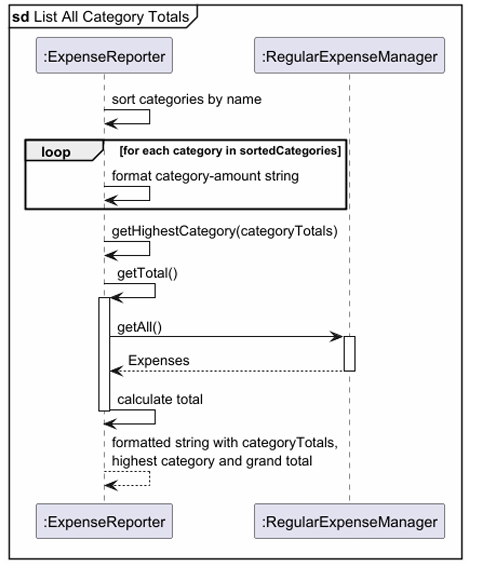 sd List All Category Totals
:ExpenseReporter :RegularExpenseManager
sort categories by name
loop [for each category in sortedCategories]
format category-amount string
getHighestCategory(categoryTotals)
getTotal()
getAll()
Expenses
calculate total
formatted string with categoryTotals,
highest category and grand total
:ExpenseReporter :RegularExpenseManager